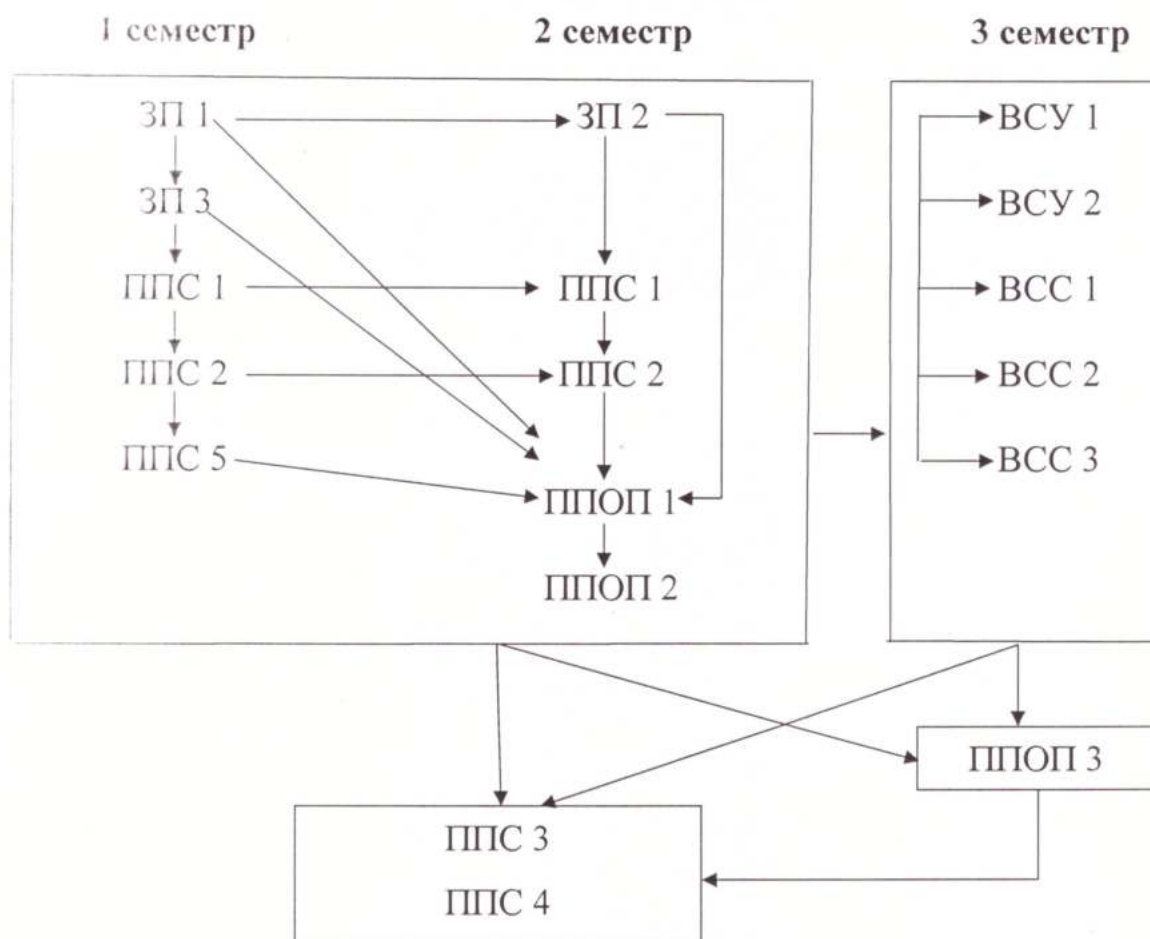 1 семестр 2 семестр 3 семестр
ЗП 1 ЗП 2 ВСУ 1
ЗП 3 ВСУ 2
ППС 1 ППС 1 ВСС 1
ППС 2 ППС 2 ВСС 2
ППС 5 ВСС 3
ППОП 1
ППОП 2
ППОП 3
ППС 3
ППС 4